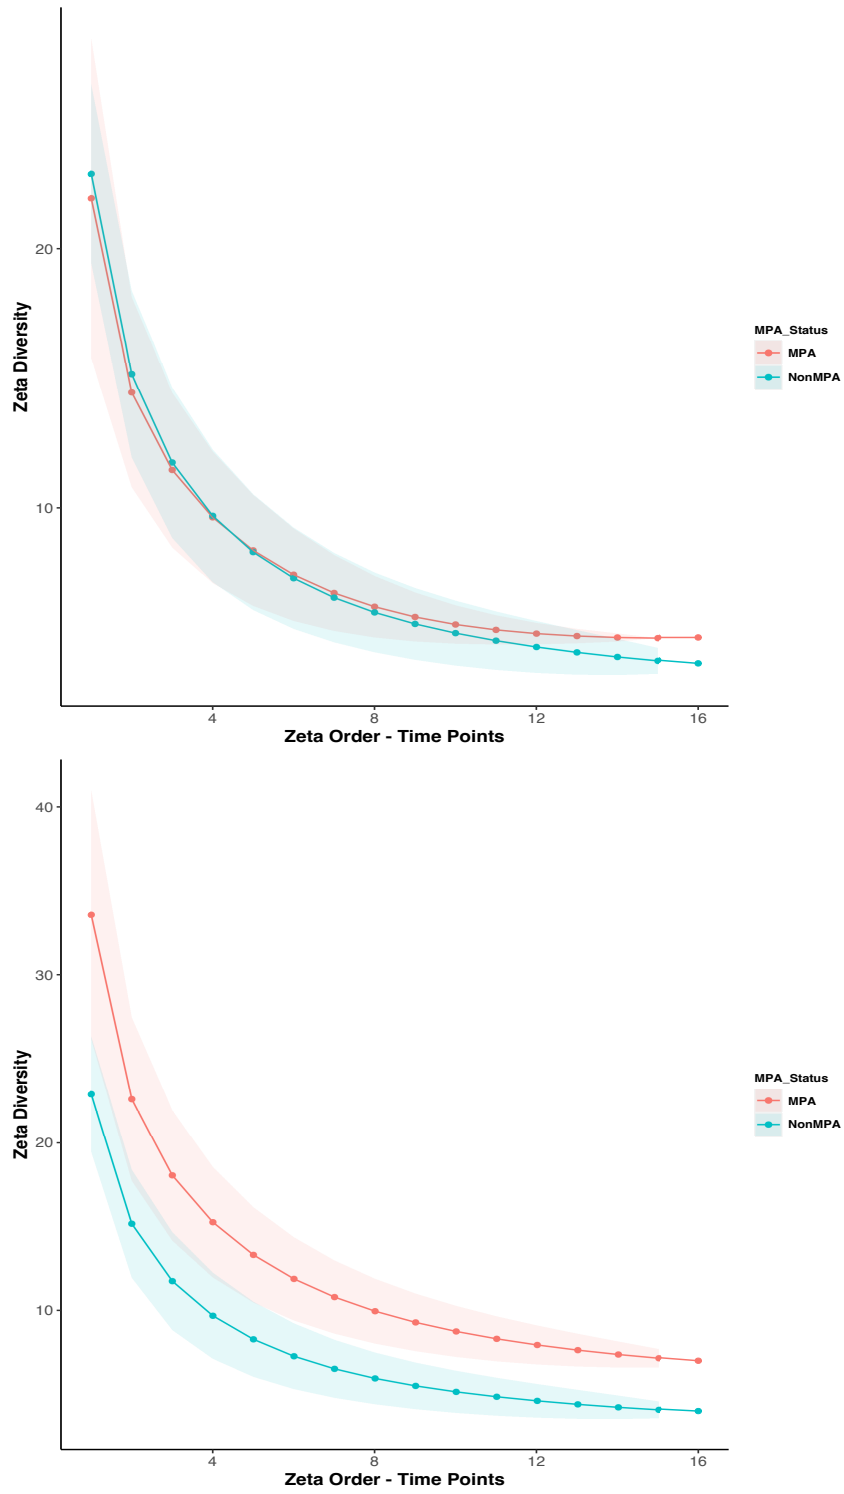 20
10
Zeta Diversity
4 8 12 16
Zeta Order - Time Points
MPA_Status
MPA
NonMPA
40
30
20
10
Zeta Diversity
4 8 12 16
Zeta Order - Time Points
MPA_Status
MPA
NonMPA